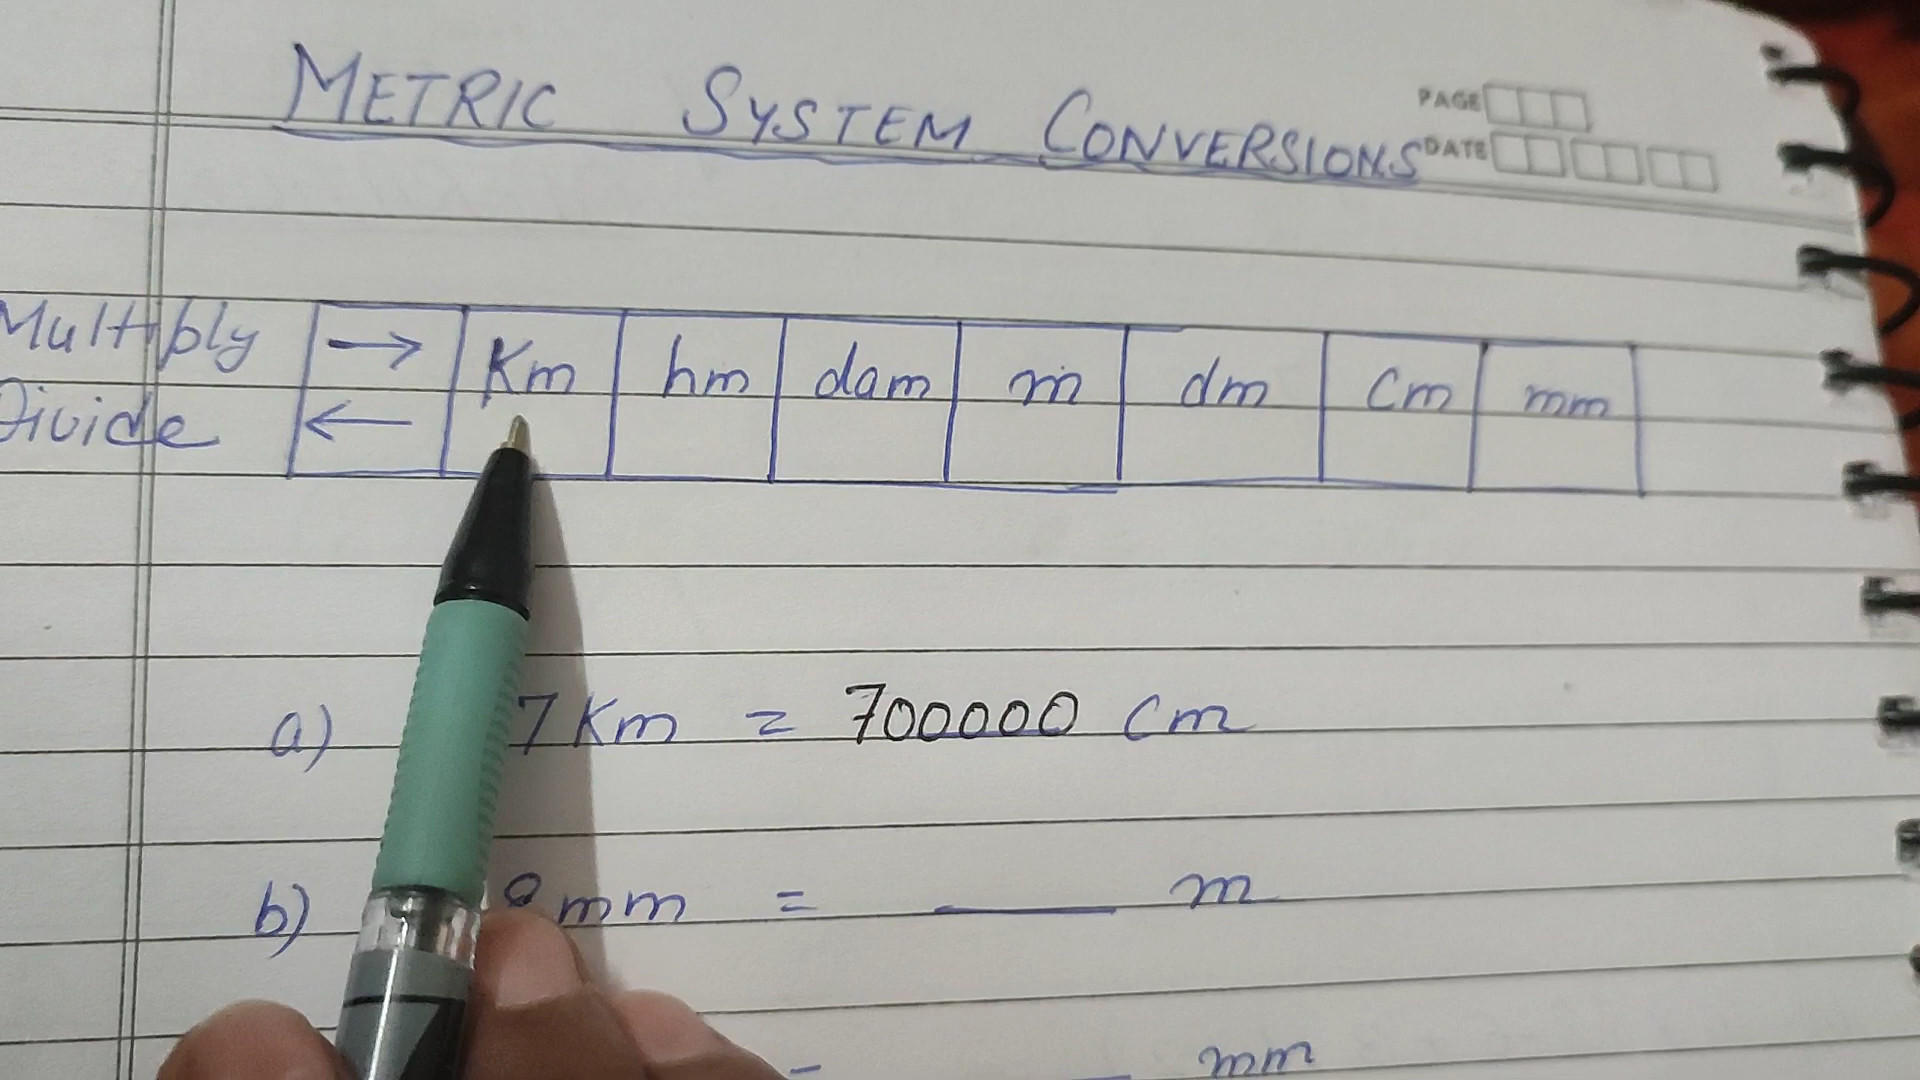 METRIC SYSTEM CONVERSIONS
PAGE
DATE
Multiply → Km hm dam m dm Cm mm
Divide ←
a) 7 Km = 700000 Cm
b) mm = ____ m
mm